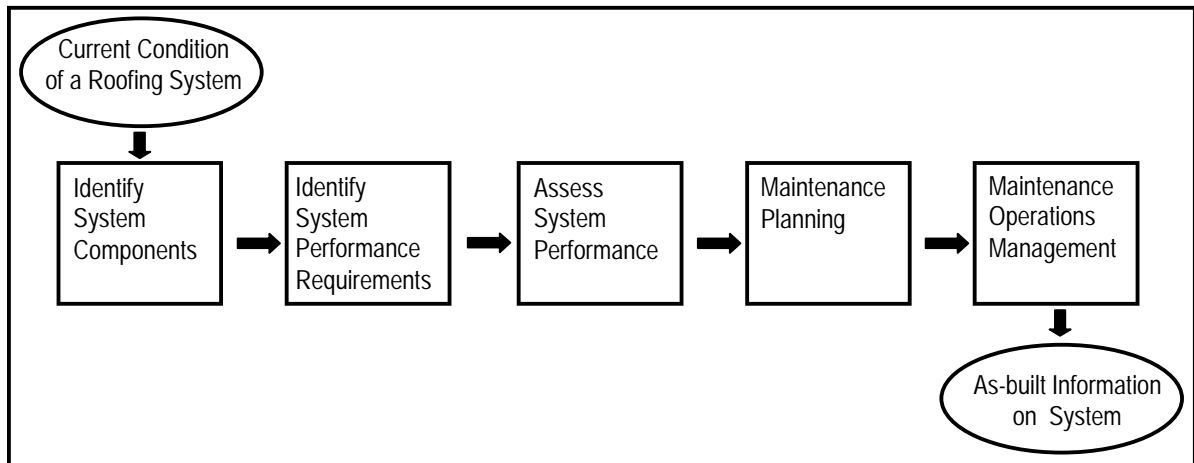 Current Condition
of a Roofing System
Identify
System
Components
Identify
System
Performance
Requirements
Assess
System
Performance
Maintenance
Planning
Maintenance
Operations
Management
As-built Information
on System